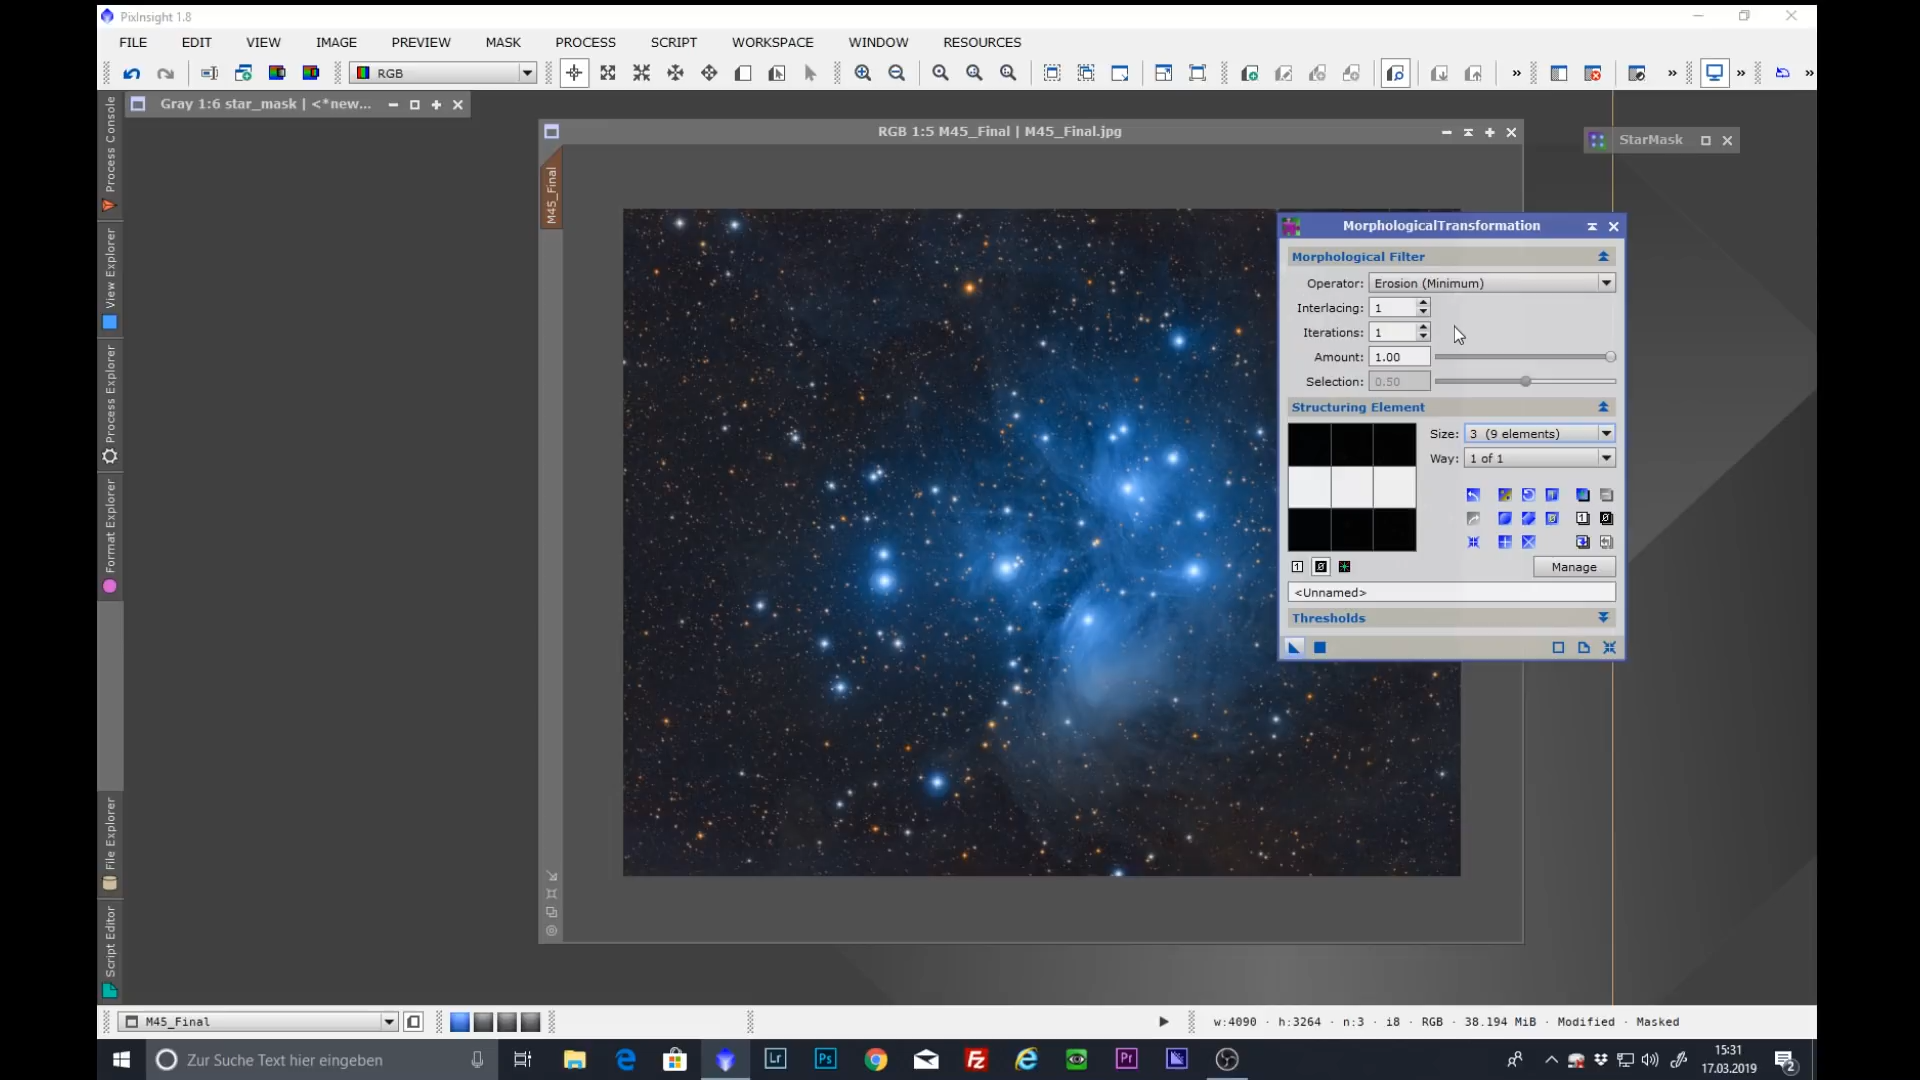 PixInsight 1.8
FILE EDIT VIEW IMAGE PREVIEW MASK PROCESS SCRIPT WORKSPACE WINDOW RESOURCES
RGB
Gray 1:6 star_mask | <*new...
RGB 1:5 M45_Final | M45_Final.jpg
StarMask
Process Console
View Explorer
Process Explorer
Format Explorer
File Explorer
Script Editor
M45_Final
MorphologicalTransformation
Morphological Filter
Operator: Erosion (Minimum)
Interlacing: 1
Iterations: 1
Amount: 1.00
Selection: 0.50
Structuring Element
Size: 3 (9 elements)
Way: 1 of 1
Manage
<Unnamed>
Thresholds
M45_Final
w:4090 · h:3264 · n:3 · i8 · RGB · 38.194 MiB · Modified · Masked
Zur Suche Text hier eingeben
Lr
Ps
Pr
15:31
17.03.2019
2